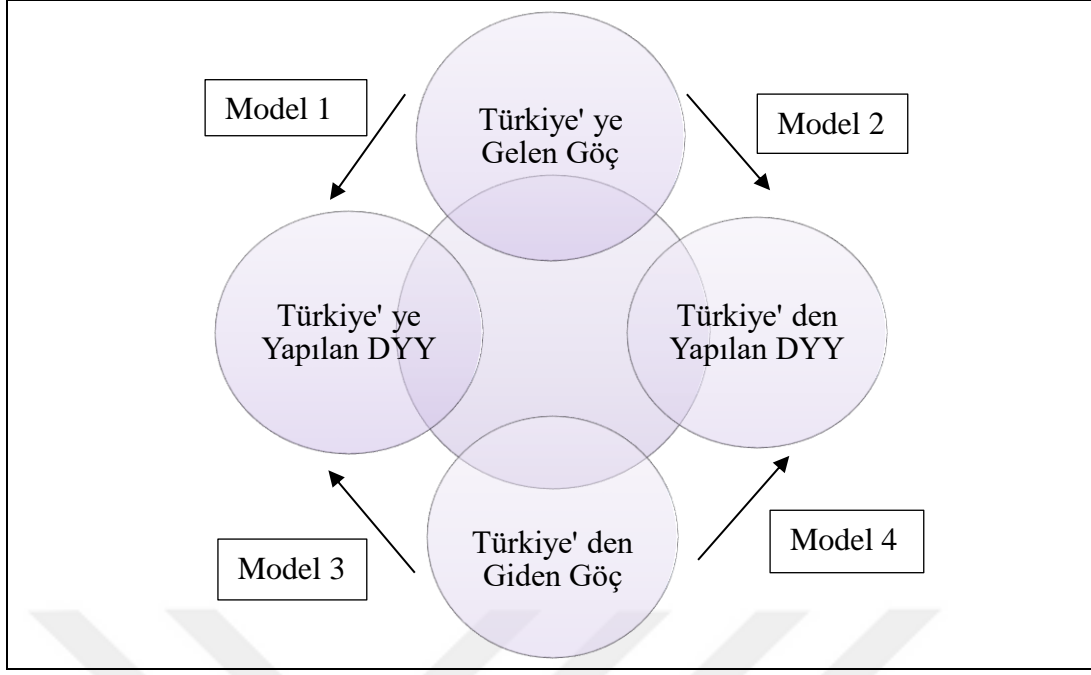 Model 1
Türkiye' ye
Gelen Göç
Model 2
Türkiye' ye
Yapılan DYY
Türkiye' den
Yapılan DYY
Model 3
Türkiye' den
Giden Göç
Model 4